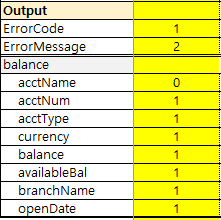 Output
ErrorCode 1
ErrorMessage 2
balance
acctName 0
acctNum 1
acctType 1
currency 1
balance 1
availableBal 1
branchName 1
openDate 1